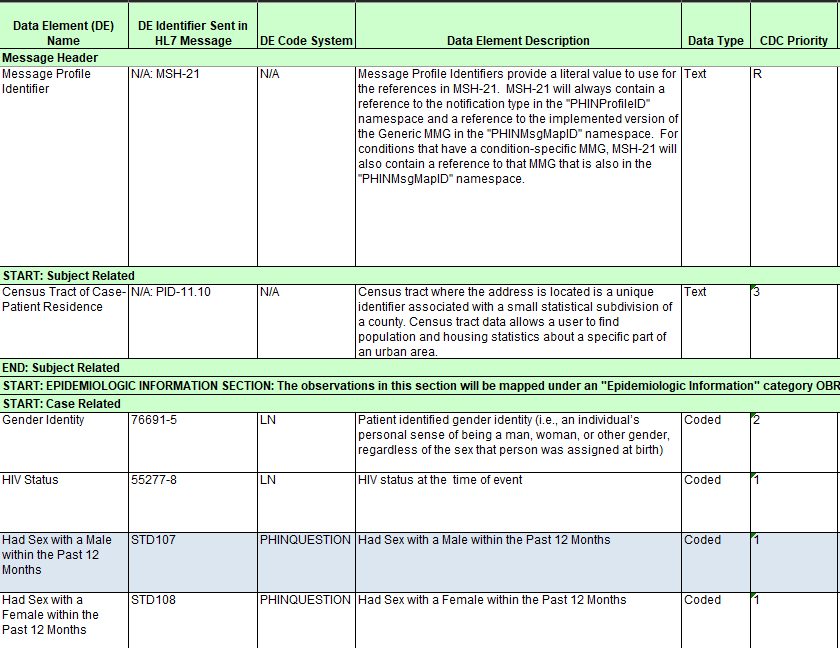 Data Element (DE) Name
DE Identifier Sent in HL7 Message
DE Code System
Data Element Description
Data Type
CDC Priority
Message Header
Message Profile Identifier
N/A: MSH-21
N/A
Message Profile Identifiers provide a literal value to use for
the references in MSH-21.  MSH-21 will always contain a
reference to the notification type in the "PHINProfileID"
namespace and a reference to the implemented version of
the Generic MMG in the "PHINMsgMapID" namespace.  For
conditions that have a condition-specific MMG, MSH-21 will
also contain a reference to that MMG that is also in the
"PHINMsgMapID" namespace.
Text
R
START: Subject Related
Census Tract of Case-
Patient Residence
N/A: PID-11.10
N/A
Census tract where the address is located is a unique
identifier associated with a small statistical subdivision of
a county. Census tract data allows a user to find
population and housing statistics about a specific part of
an urban area.
Text
3
END: Subject Related
START: EPIDEMIOLOGIC INFORMATION SECTION: The observations in this section will be mapped under an "Epidemiologic Information" category OBR
START: Case Related
Gender Identity
76691-5
LN
Patient identified gender identity (i.e., an individual's
personal sense of being a man, woman, or other gender,
regardless of the sex that person was assigned at birth)
Coded
2
HIV Status
55277-8
LN
HIV status at the  time of event
Coded
1
Had Sex with a Male
within the Past 12
Months
STD107
PHINQUESTION
Had Sex with a Male within the Past 12 Months
Coded
1
Had Sex with a
Female within the
Past 12 Months
STD108
PHINQUESTION
Had Sex with a Female within the Past 12 Months
Coded
1